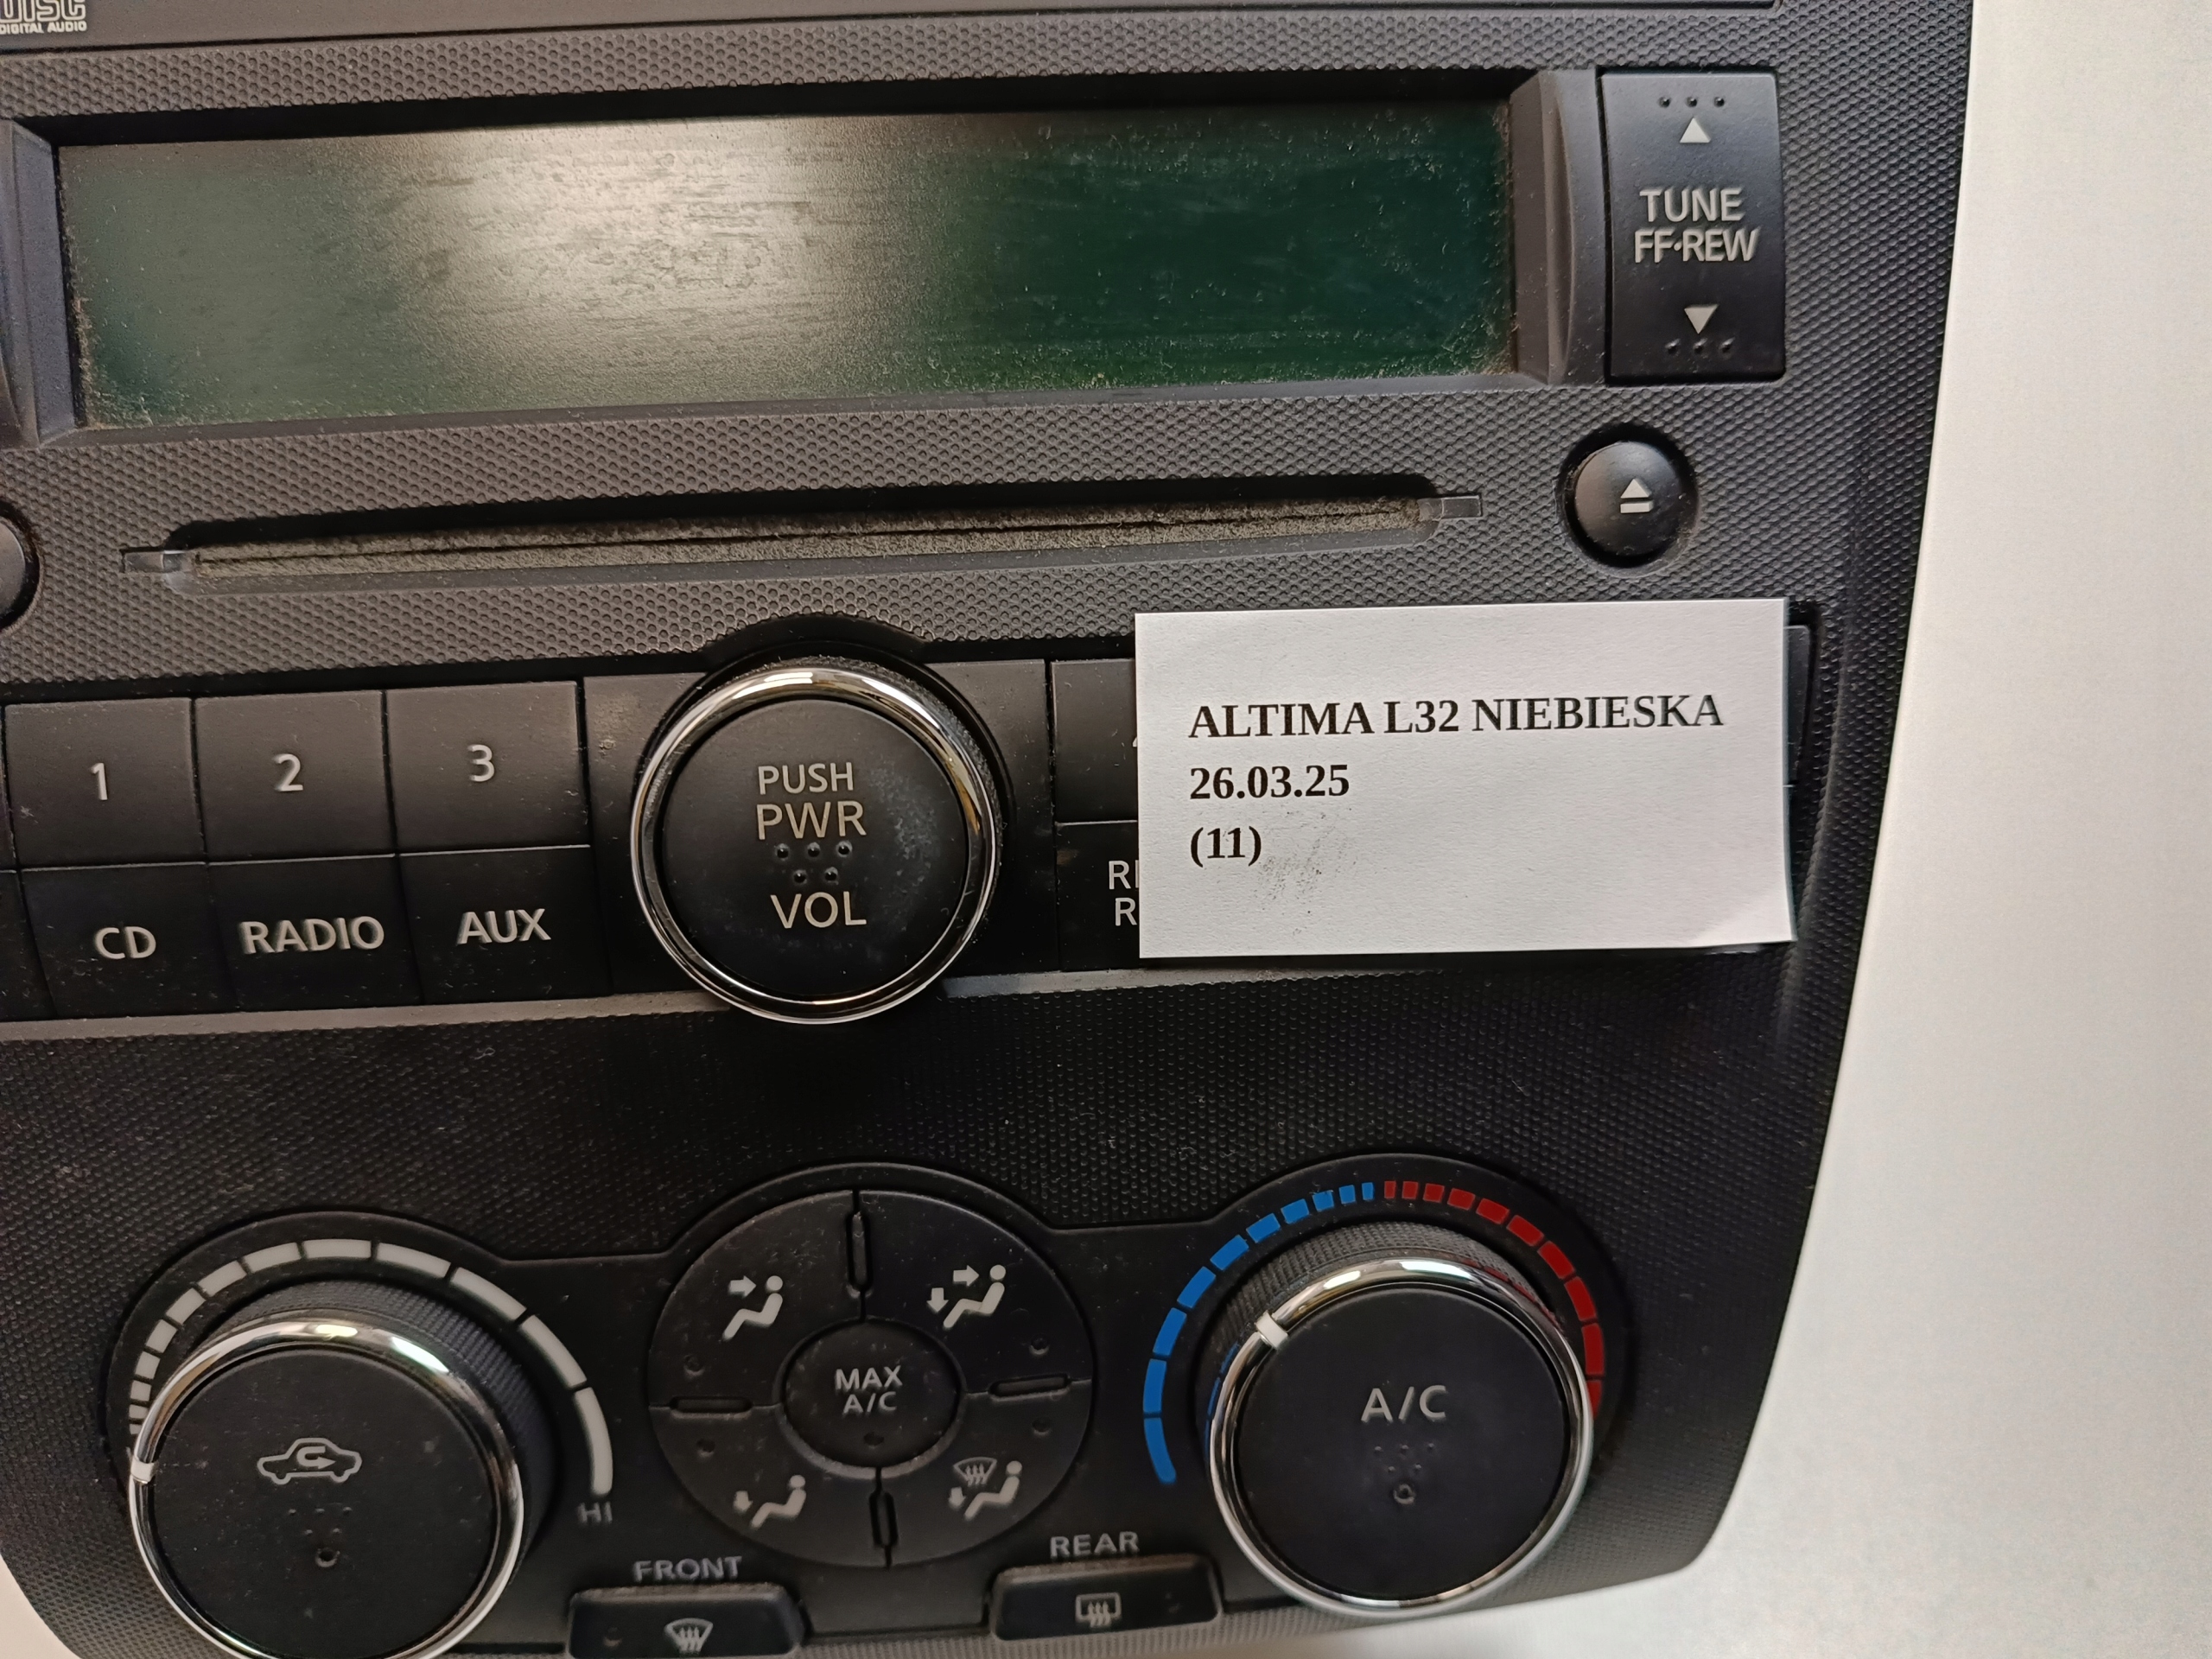 DISC
DIGITAL AUDIO
TUNE
FF·REW
1
2
3
PUSH
PWR
VOL
CD
RADIO
AUX
ALTIMA L32 NIEBIESKA
26.03.25
(11)
MAX
A/C
A/C
HI
FRONT
REAR